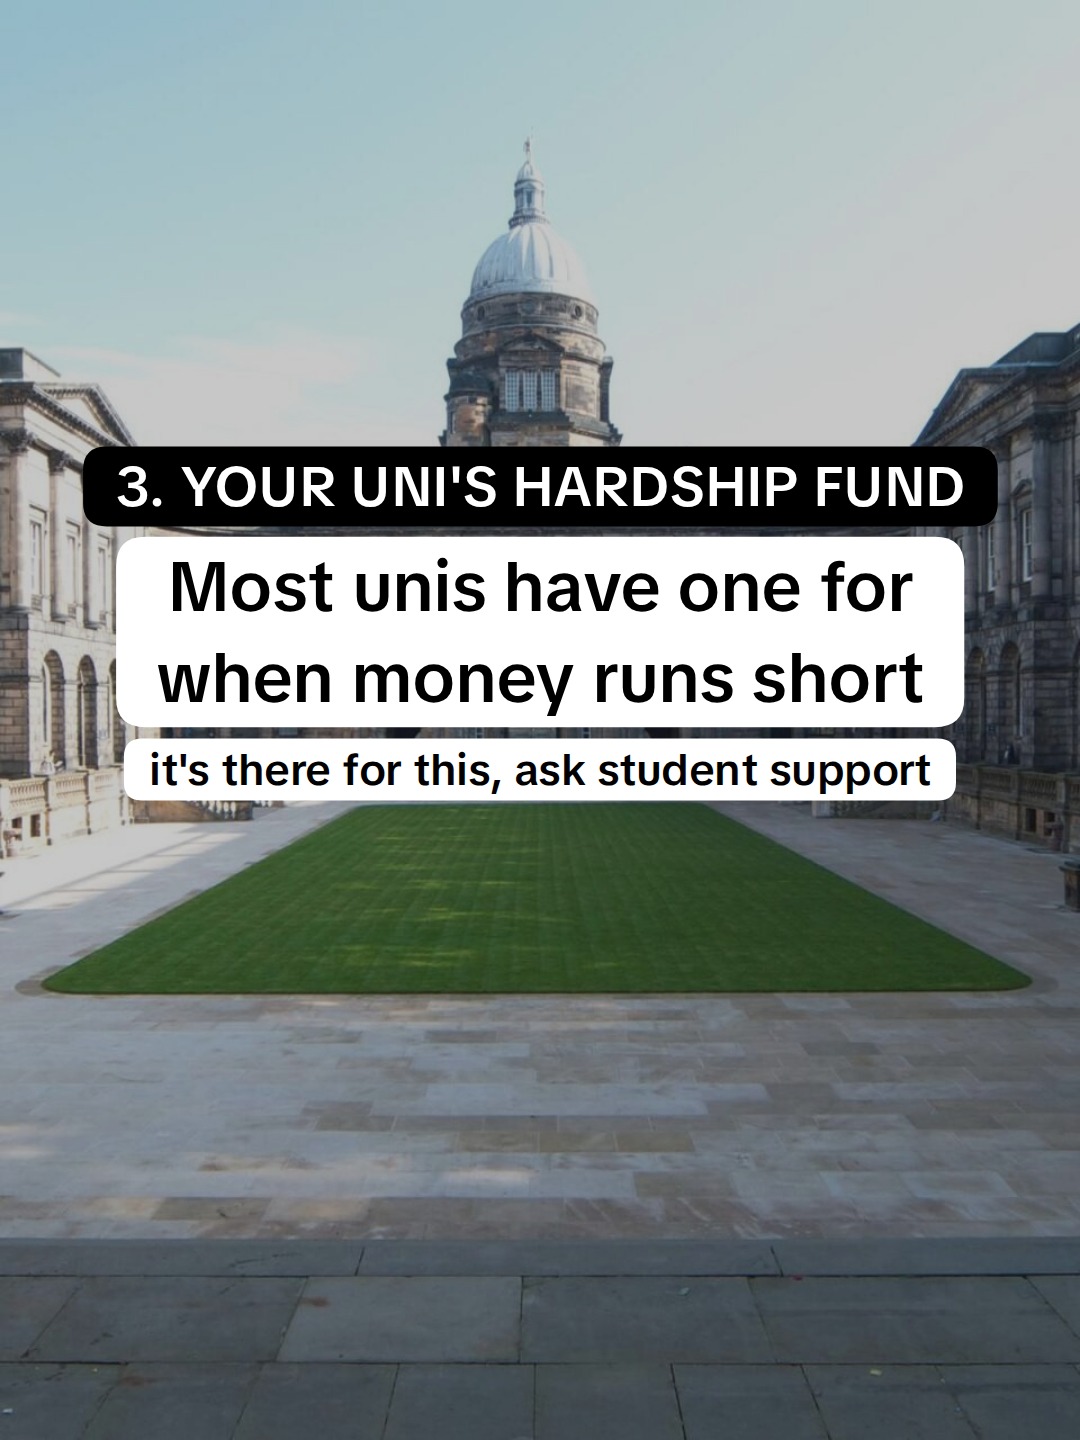 3. YOUR UNI'S HARDSHIP FUND
Most unis have one for
when money runs short
it's there for this, ask student support